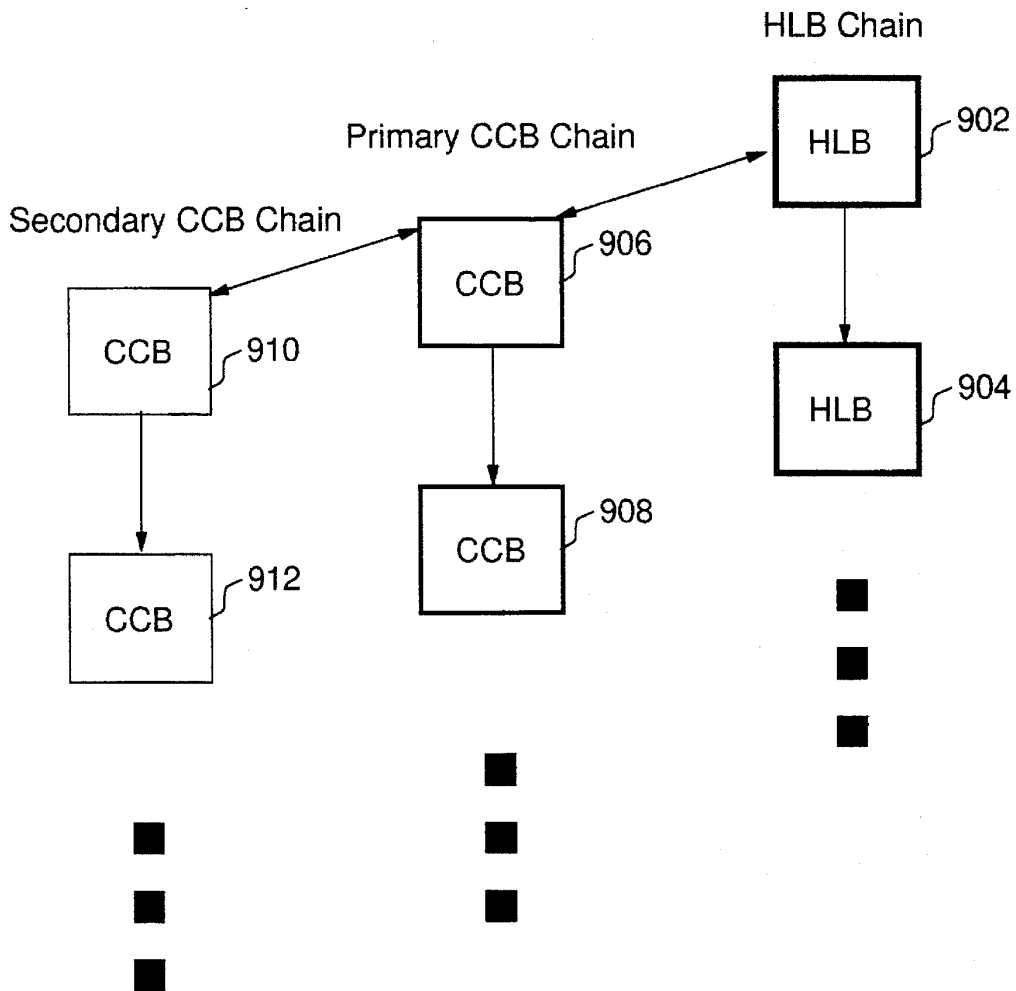 HLB Chain
HLB
902
Primary CCB Chain
Secondary CCB Chain
CCB
906
CCB
910
HLB
904
CCB
908
CCB
912